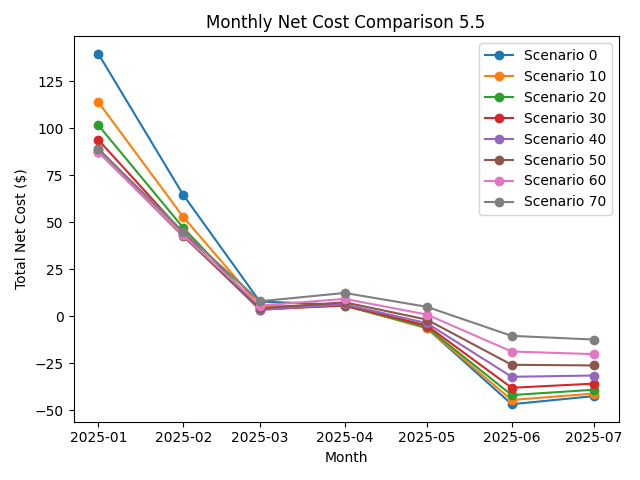 Monthly Net Cost Comparison 5.5
Total Net Cost ($)
125
100
75
50
25
0
−25
−50
Scenario 0
Scenario 10
Scenario 20
Scenario 30
Scenario 40
Scenario 50
Scenario 60
Scenario 70
2025-01 2025-02 2025-03 2025-04 2025-05 2025-06 2025-07
Month